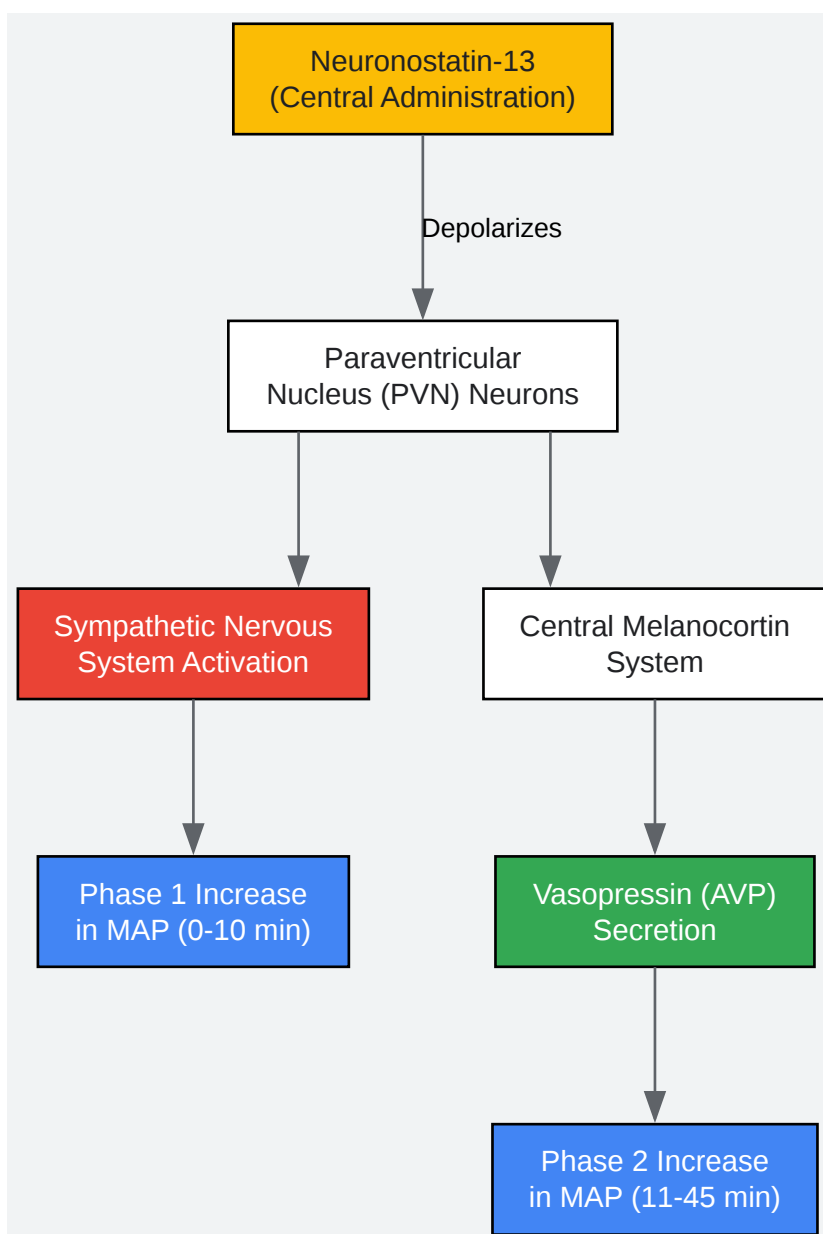 Neuronostatin-13
(Central Administration)
Depolarizes
Paraventricular
Nucleus (PVN) Neurons
Sympathetic Nervous
System Activation
Central Melanocortin
System
Phase 1 Increase
in MAP (0-10 min)
Vasopressin (AVP)
Secretion
Phase 2 Increase
in MAP (11-45 min)